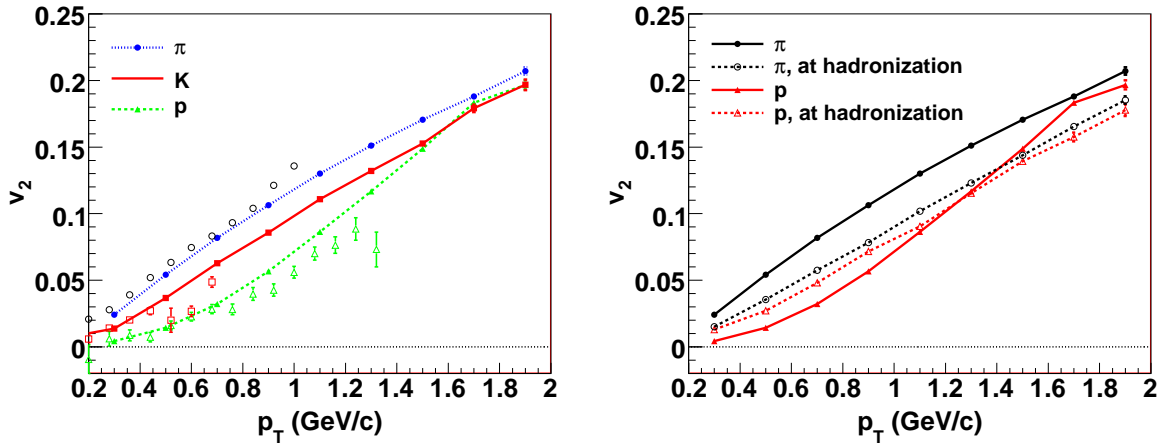 v2
0.25
0.2
0.15
0.1
0.05
0
π
K
p
0.2 0.4 0.6 0.8 1 1.2 1.4 1.6 1.8 2
p_T (GeV/c)
v2
0.25
0.2
0.15
0.1
0.05
0
π
π, at hadronization
p
p, at hadronization
0.2 0.4 0.6 0.8 1 1.2 1.4 1.6 1.8 2
p_T (GeV/c)